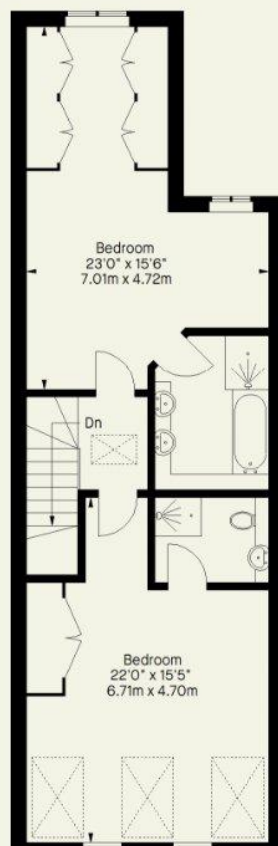 Bedroom
23'0" x 15'6"
7.01m x 4.72m
Dn
Bedroom
22'0" x 15'5"
6.71m x 4.70m